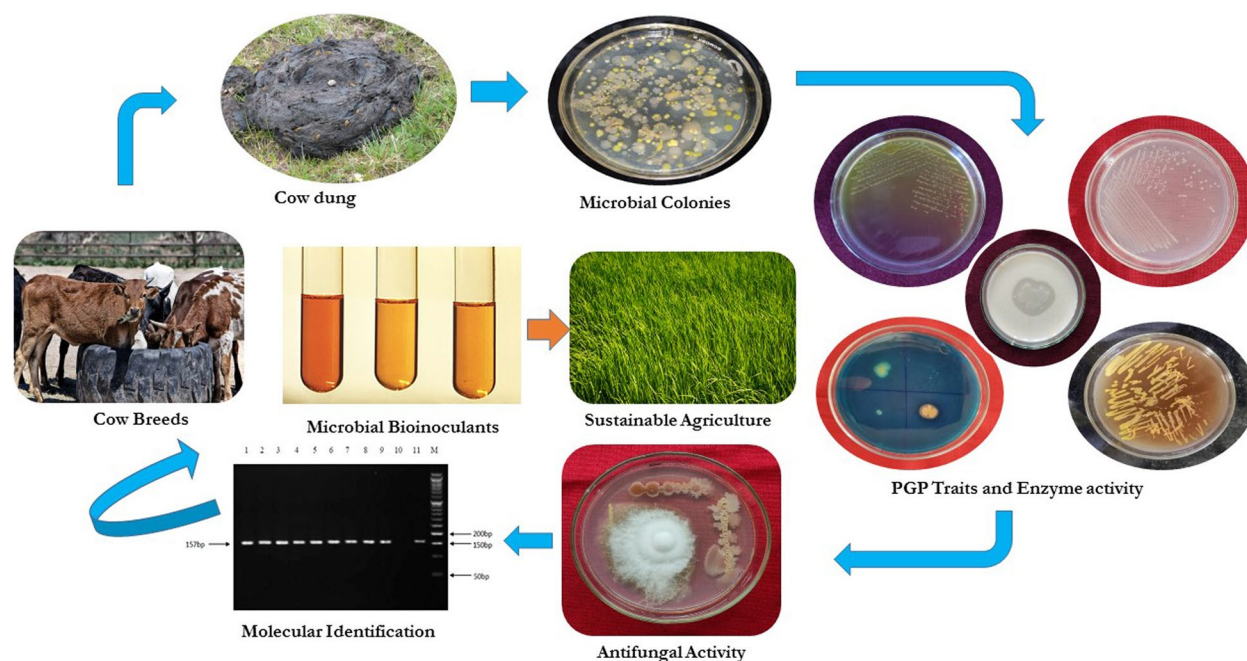 Cow dung
Microbial Colonies
Cow Breeds
Microbial Bioinoculants
Sustainable Agriculture
PGP Traits and Enzyme activity
1 2 3 4 5 6 7 8 9 10 11 M
157bp
200bp
150bp
50bp
Molecular Identification
Antifungal Activity